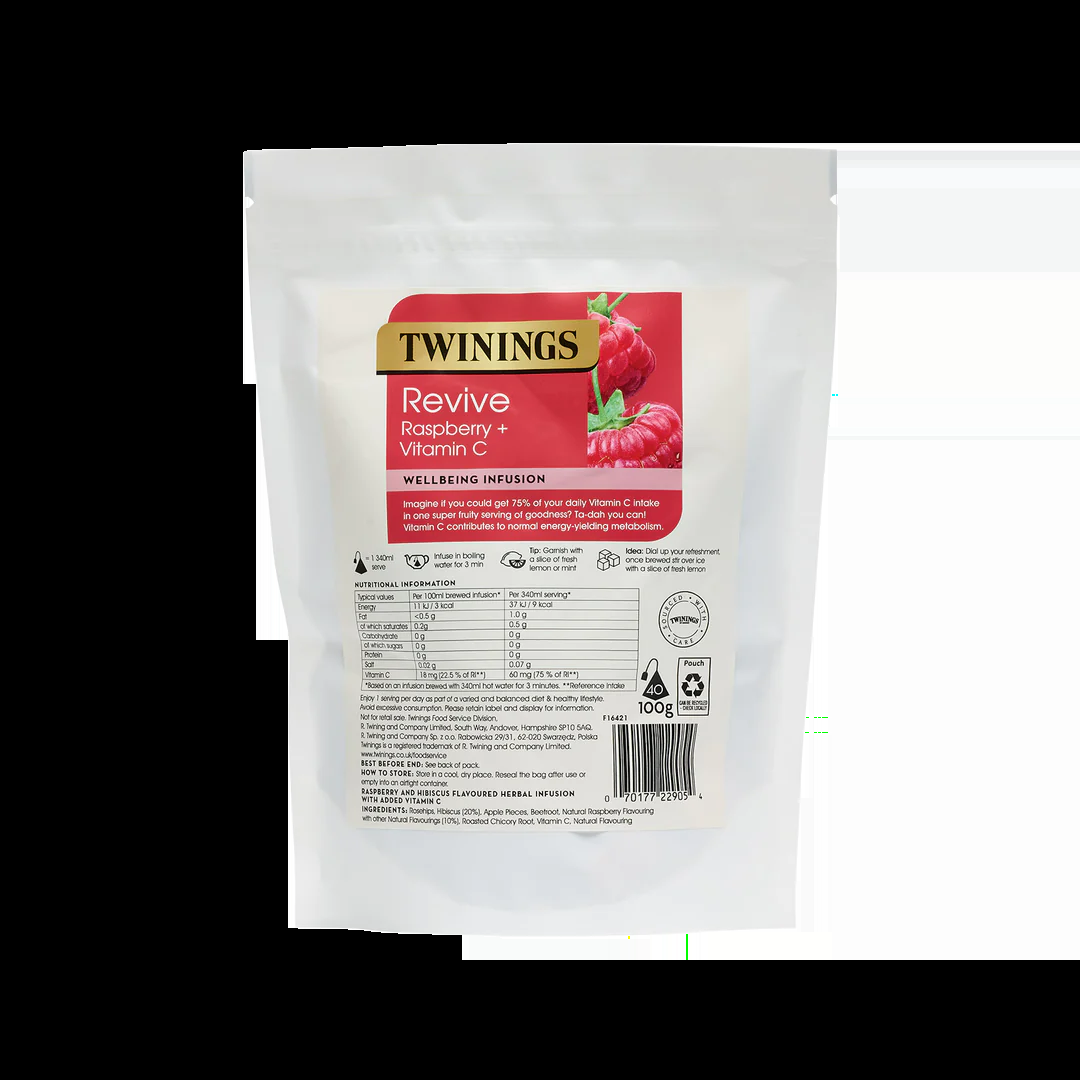 TWININGS
Revive
Raspberry +
Vitamin C
WELLBEING INFUSION
Imagine if you could get 75% of your daily Vitamin C intake
in one super fruity serving of goodness? Ta-dah you can!
Vitamin C contributes to normal energy-yielding metabolism.
= 1 340ml
serve
Infuse in boiling
water for 3 min
Tip: Garnish with
a slice of fresh
lemon or mint
Idea: Dial up your refreshment,
once brewed stir over ice
with a slice of fresh lemon
NUTRITIONAL INFORMATION
Typical values Per 100ml brewed infusion* Per 340ml serving*
Energy 11 kJ / 3 kcal 37 kJ / 9 kcal
Fat <0.5 g 1.0 g
of which saturates 0.2g 0.5 g
Carbohydrate 0 g 0 g
of which sugars 0 g 0 g
Protein 0 g 0 g
Salt 0.02 g 0.07 g
Vitamin C 18 mg (22.5 % of RI**) 60 mg (75 % of RI**)
*Based on an infusion brewed with 340ml hot water for 3 minutes. **Reference Intake
SOURCED WITH
TWININGS
CARE
Enjoy 1 serving per day as part of a varied and balanced diet & healthy lifestyle.
Avoid excessive consumption. Please retain label and display for information.
Not for retail sale. Twinings Food Service Division.
R. Twining and Company Limited, South Way, Andover, Hampshire SP10 5AQ.
R. Twining and Company Sp. z o.o. Rabowicka 29/31, 62-020 Swarzędz, Polska
Twinings is a registered trademark of R. Twining and Company Limited.
www.twinings.co.uk/foodservice
BEST BEFORE END: See back of pack.
HOW TO STORE: Store in a cool, dry place. Reseal the bag after use or
empty into an airtight container.
RASPBERRY AND HIBISCUS FLAVOURED HERBAL INFUSION
WITH ADDED VITAMIN C
INGREDIENTS: Rosehips, Hibiscus (20%), Apple Pieces, Beetroot, Natural Raspberry Flavouring
with other Natural Flavourings (10%), Roasted Chicory Root, Vitamin C, Natural Flavouring
40
100g
Pouch
CAN BE RECYCLED
- CHECK LOCALLY
F16421
0 70177 22905 4